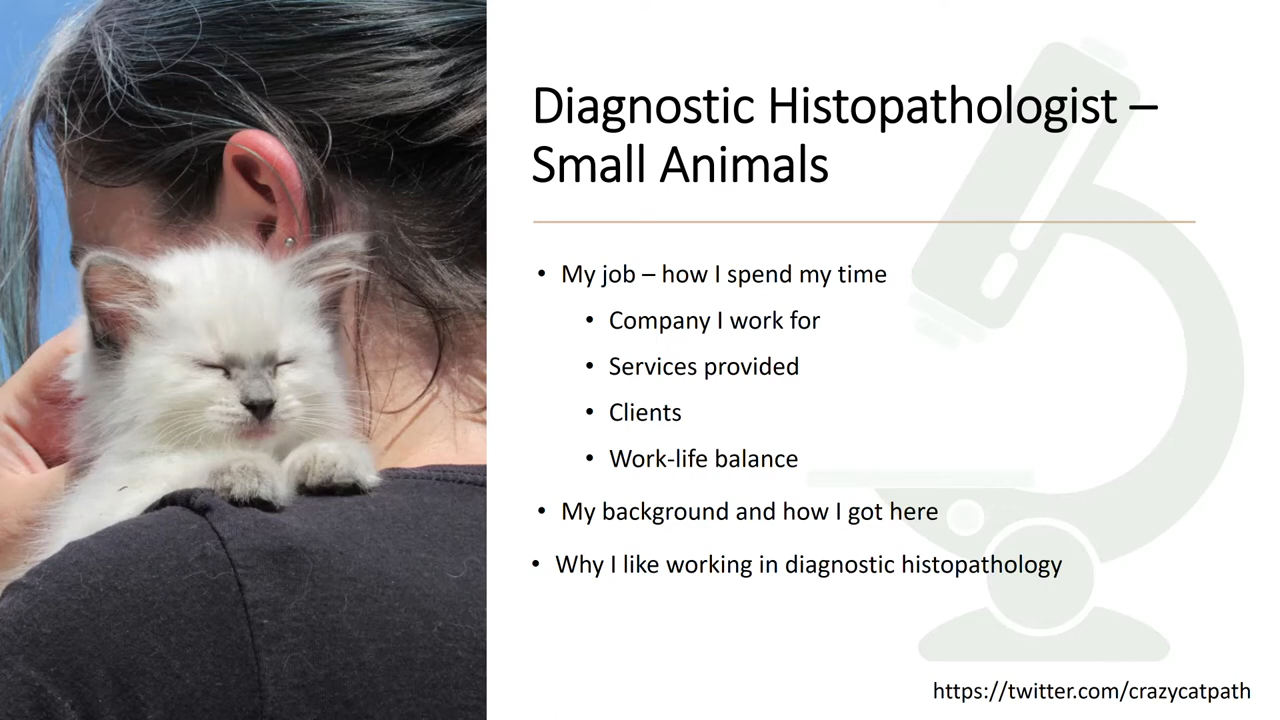 Diagnostic Histopathologist –
Small Animals
• My job – how I spend my time
• Company I work for
• Services provided
• Clients
• Work-life balance
• My background and how I got here
• Why I like working in diagnostic histopathology
https://twitter.com/crazycatpath